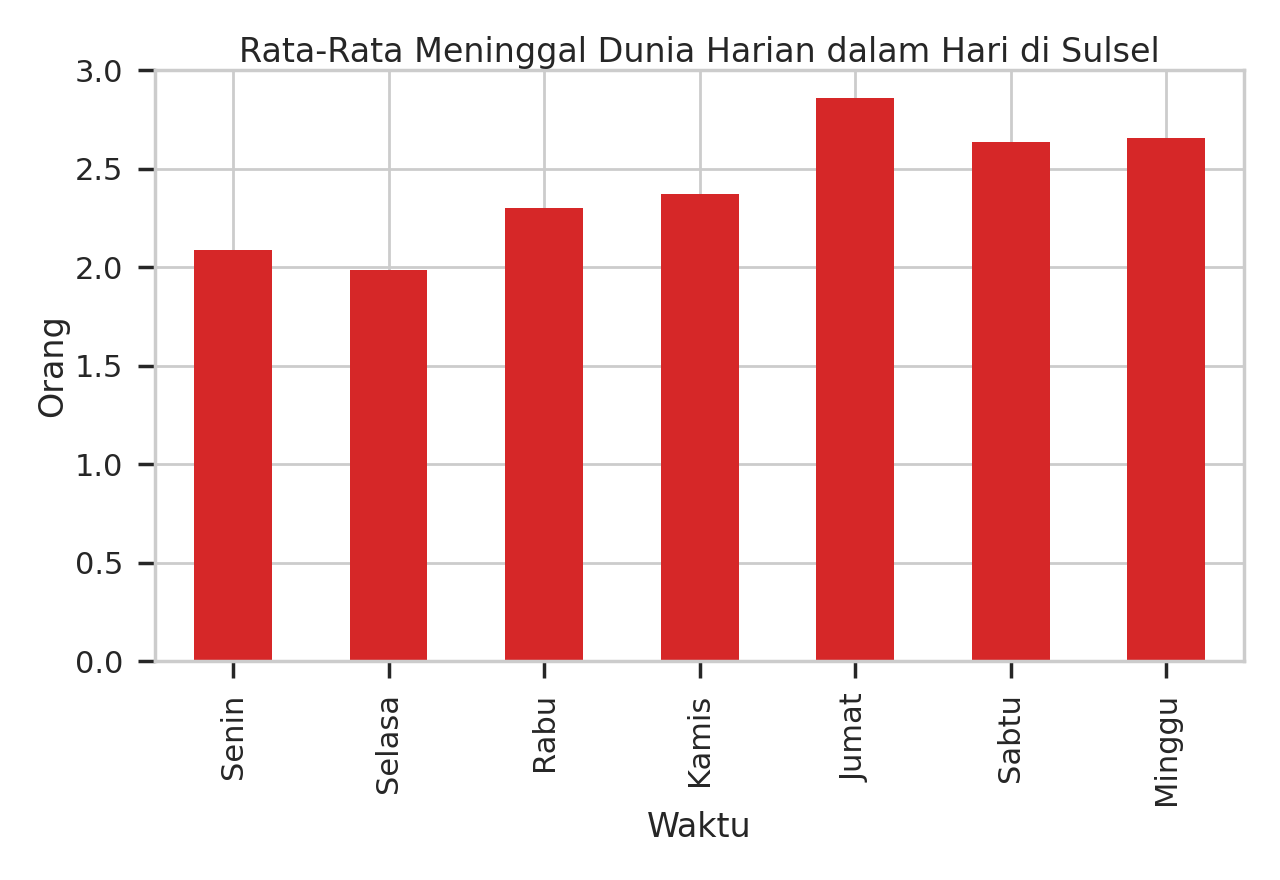 Rata-Rata Meninggal Dunia Harian dalam Hari di Sulsel
3.0
2.5
2.0
1.5
1.0
0.5
0.0
Orang
Senin
Selasa
Rabu
Kamis
Jumat
Sabtu
Minggu
Waktu